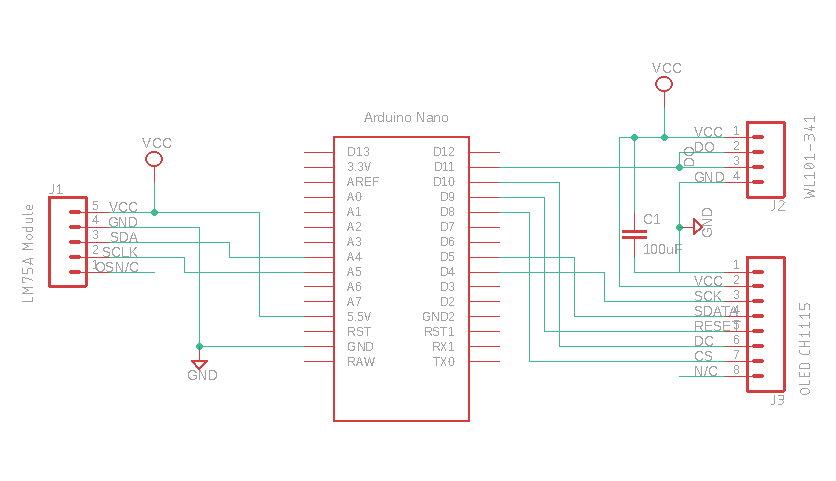 VCC
Arduino Nano
VCC
J1
LM75A Module
5 VCC
4 GND
3 SDA
2 SCLK
1 OSN/C
GND
D13
3.3V
AREF
A0
A1
A2
A3
A4
A5
A6
A7
5.5V
RST
GND
RAW
D12
D11
D10
D9
D8
D7
D6
D5
D4
D3
D2
GND2
RST1
RX1
TX0
VCC 1
DO 2
DO 3
GND 4
J2
WL101-341
C1
100uF
GND
1
VCC 2
SCK 3
SDATA 4
RESET 5
DC 6
CS 7
N/C 8
J3
OLED CH1115